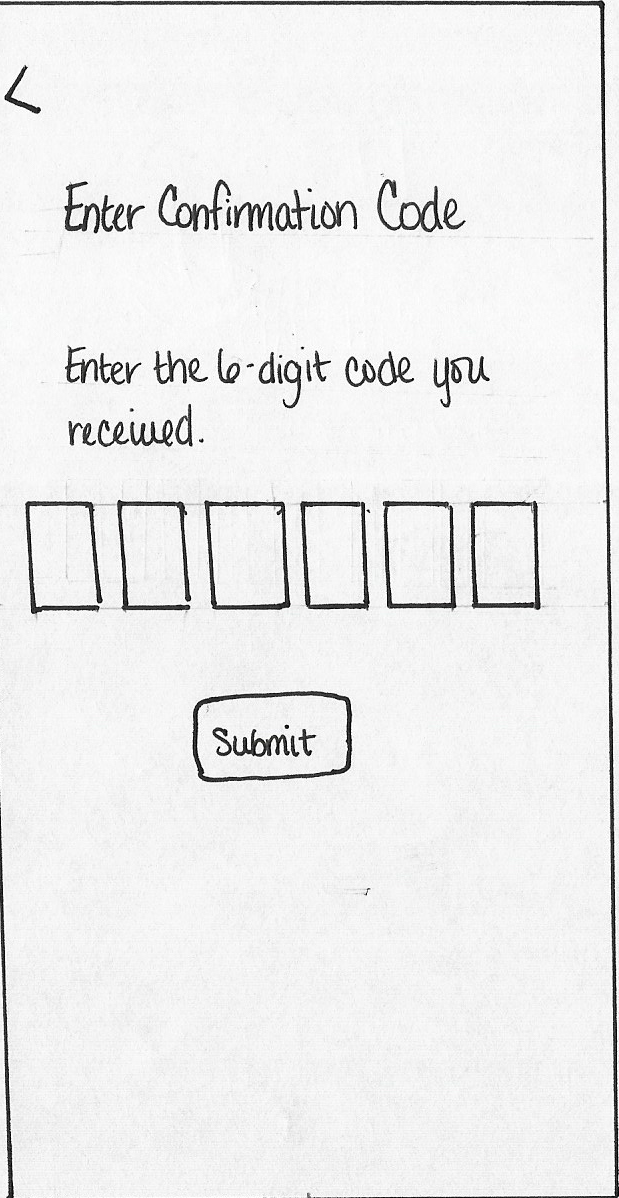 Enter Confirmation Code
Enter the 6-digit code you
received.
Submit